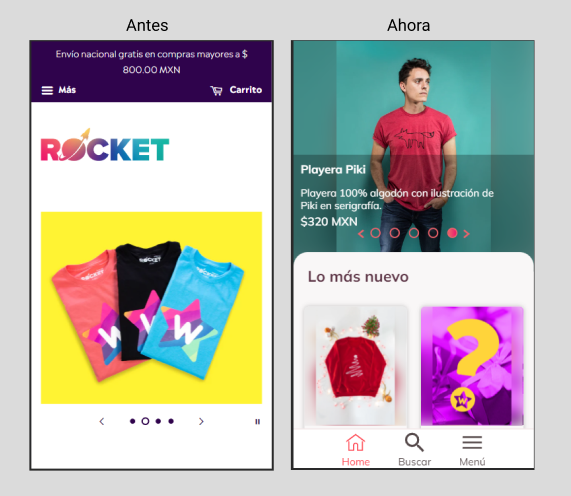 Antes
Ahora
Envío nacional gratis en compras mayores a $
800.00 MXN
Más
Carrito
ROCKET
ROCKET
W
W
W
Playera Piki
Playera 100% algodón con ilustración de
Piki en serigrafía.
$320 MXN
Lo más nuevo
?
W
Home
Buscar
Menú